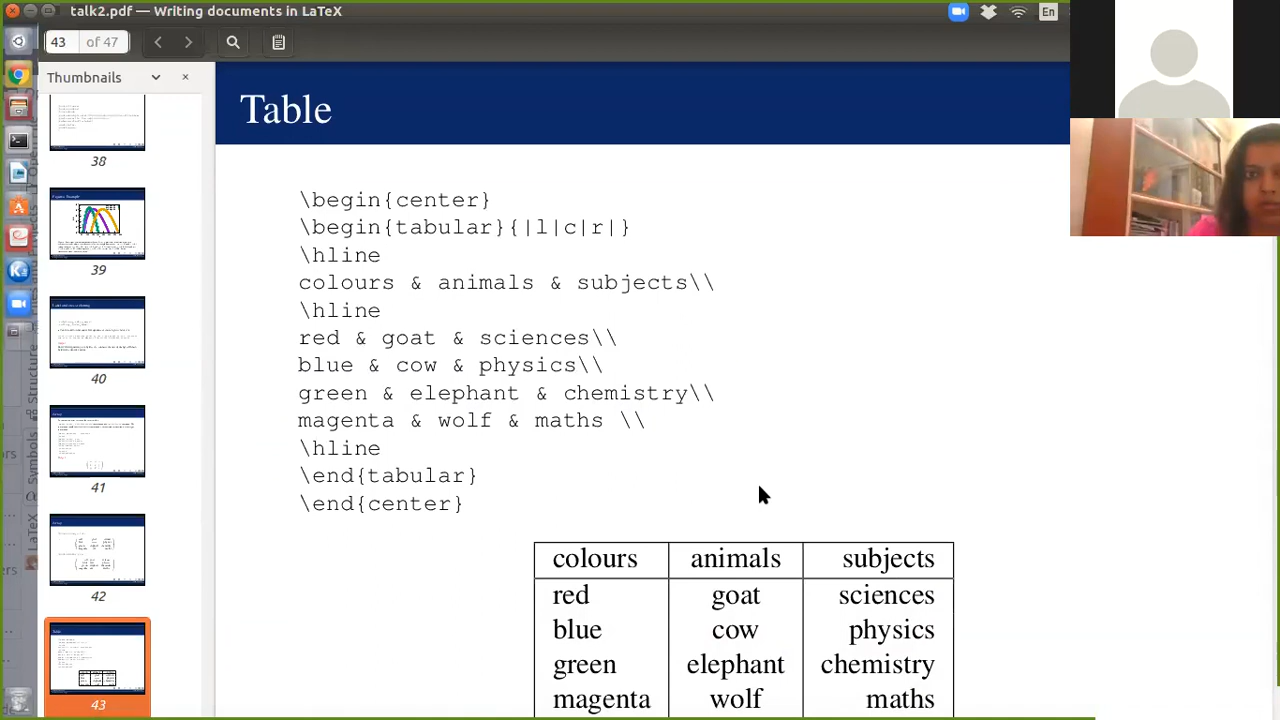 talk2.pdf — Writing documents in LaTeX
En
43 of 47
Thumbnails
38
39
40
41
42
43
Structure
Symbols
Table
\begin{center}
\begin{tabular}{|l|c|r|}
\hline
colours & animals & subjects\\
\hline
red & goat & sciences\\
blue & cow & physics\\
green & elephant & chemistry\\
magenta & wolf & maths \\
\hline
\end{tabular}
\end{center}
colours animals subjects
red goat sciences
blue cow physics
green elephant chemistry
magenta wolf maths